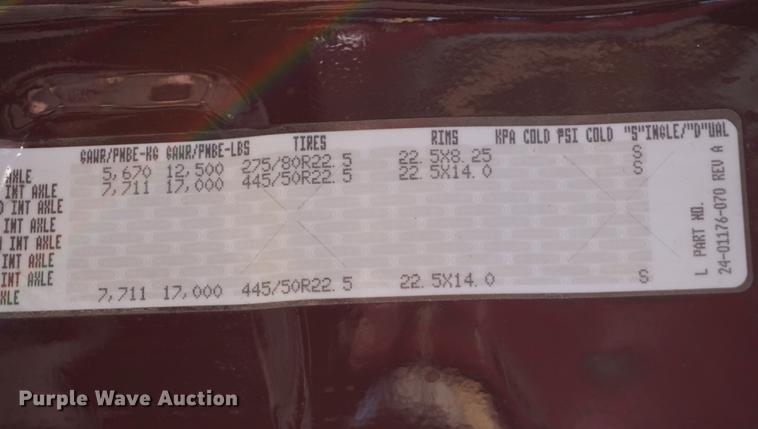 GAWR/PNBE-KG GAWR/PNBE-LBS TIRES RIMS KPA COLD PSI COLD "S"INGLE/"D"UAL
AXLE 5,670 12,500 275/80R22.5 22.5X8.25 S
INT AXLE 7,711 17,000 445/50R22.5 22.5X14.0 S
D INT AXLE
INT AXLE
H INT AXLE
INT AXLE
INT AXLE S
XLE 7,711 17,000 445/50R22.5 22.5X14.0
L PART NO.
24-01176-070 REV A
Purple Wave Auction